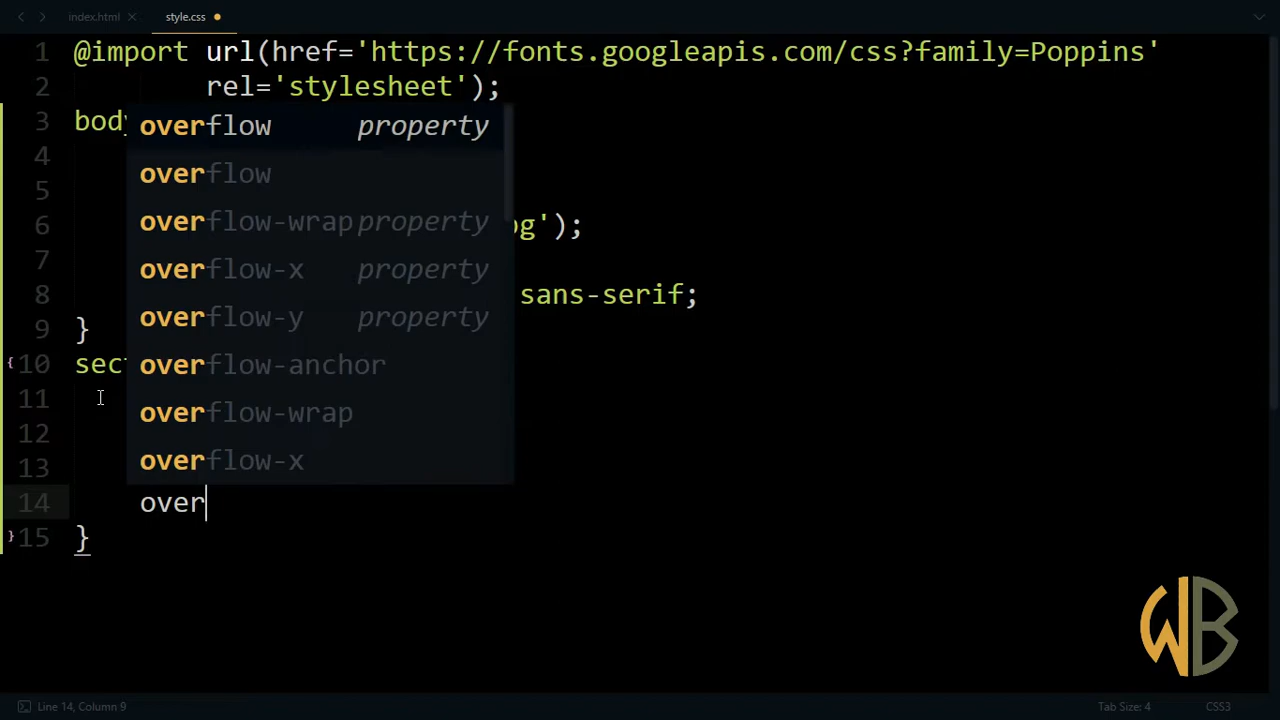 index.html
style.css
1 @import url(href='https://fonts.googleapis.com/css?family=Poppins'
2 rel='stylesheet');
3 body
overflow property
4
overflow
5
overflow-wrap property
6 g');
overflow-x property
7
8 sans-serif;
overflow-y property
9 }
{10 sect
overflow-anchor
11
overflow-wrap
12
overflow-x
13
14 over
}15 }
WB
Line 14, Column 9
Tab Size: 4
CSS3